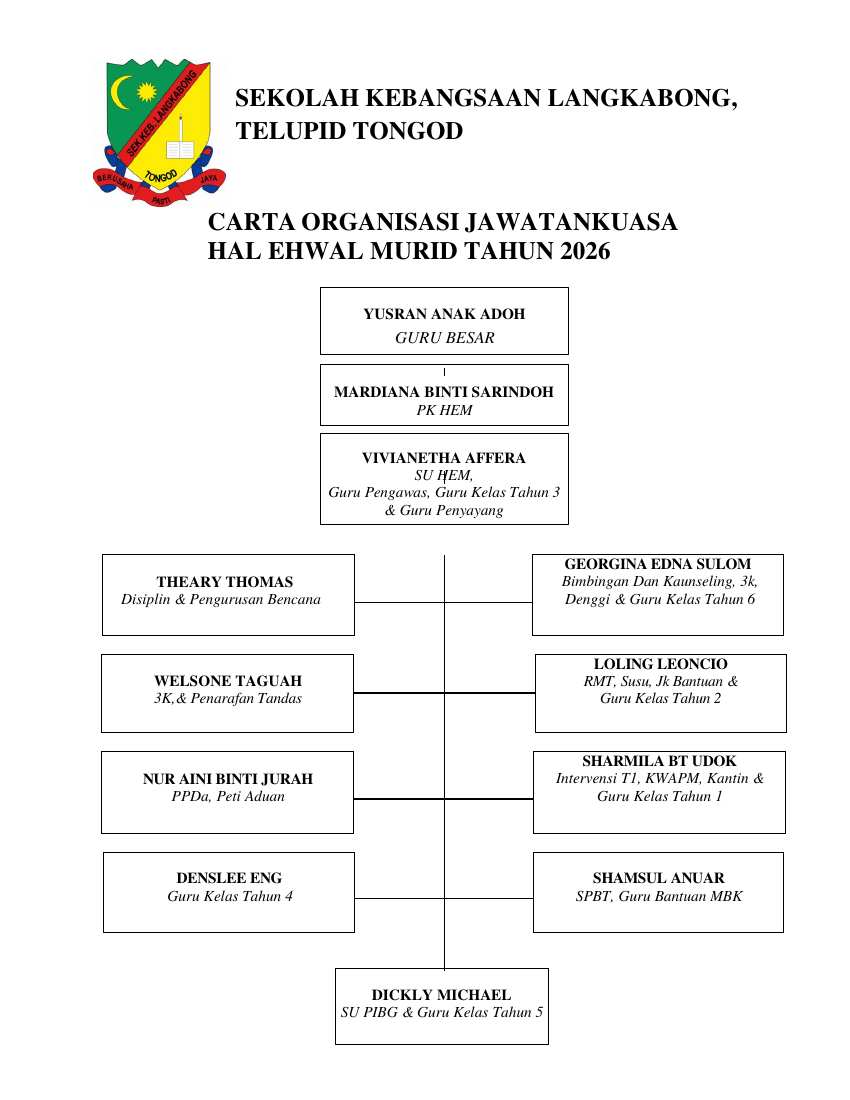 SEK.KEB. LANGKABONG
TONGOD
BERUSAHA
PASTI
JAYA
SEKOLAH KEBANGSAAN LANGKABONG,
TELUPID TONGOD
CARTA ORGANISASI JAWATANKUASA
HAL EHWAL MURID TAHUN 2026
YUSRAN ANAK ADOH
GURU BESAR
MARDIANA BINTI SARINDOH
PK HEM
VIVIANETHA AFFERA
SU HEM,
Guru Pengawas, Guru Kelas Tahun 3
& Guru Penyayang
THEARY THOMAS
Disiplin & Pengurusan Bencana
GEORGINA EDNA SULOM
Bimbingan Dan Kaunseling, 3k,
Denggi & Guru Kelas Tahun 6
WELSONE TAGUAH
3K,& Penarafan Tandas
LOLING LEONCIO
RMT, Susu, Jk Bantuan &
Guru Kelas Tahun 2
NUR AINI BINTI JURAH
PPDa, Peti Aduan
SHARMILA BT UDOK
Intervensi T1, KWAPM, Kantin &
Guru Kelas Tahun 1
DENSLEE ENG
Guru Kelas Tahun 4
SHAMSUL ANUAR
SPBT, Guru Bantuan MBK
DICKLY MICHAEL
SU PIBG & Guru Kelas Tahun 5